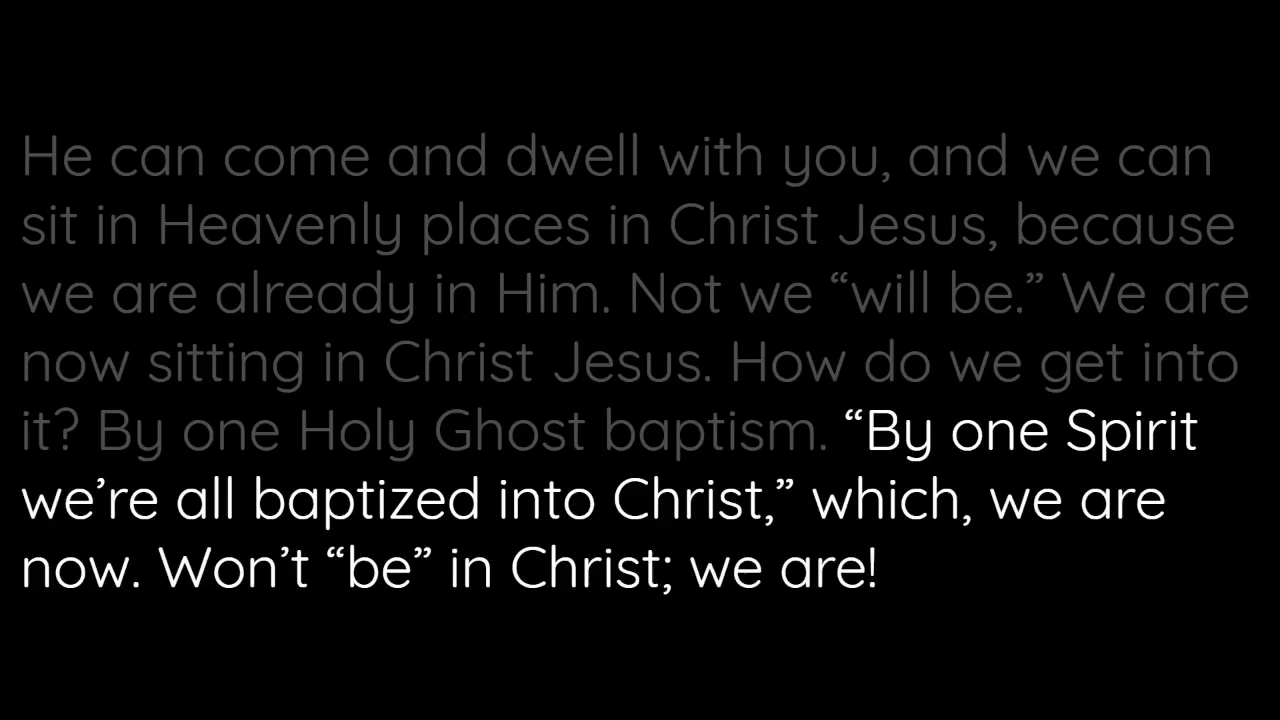 He can come and dwell with you, and we can
sit in Heavenly places in Christ Jesus, because
we are already in Him. Not we “will be.” We are
now sitting in Christ Jesus. How do we get into
it? By one Holy Ghost baptism. “By one Spirit
we’re all baptized into Christ,” which, we are
now. Won’t “be” in Christ; we are!